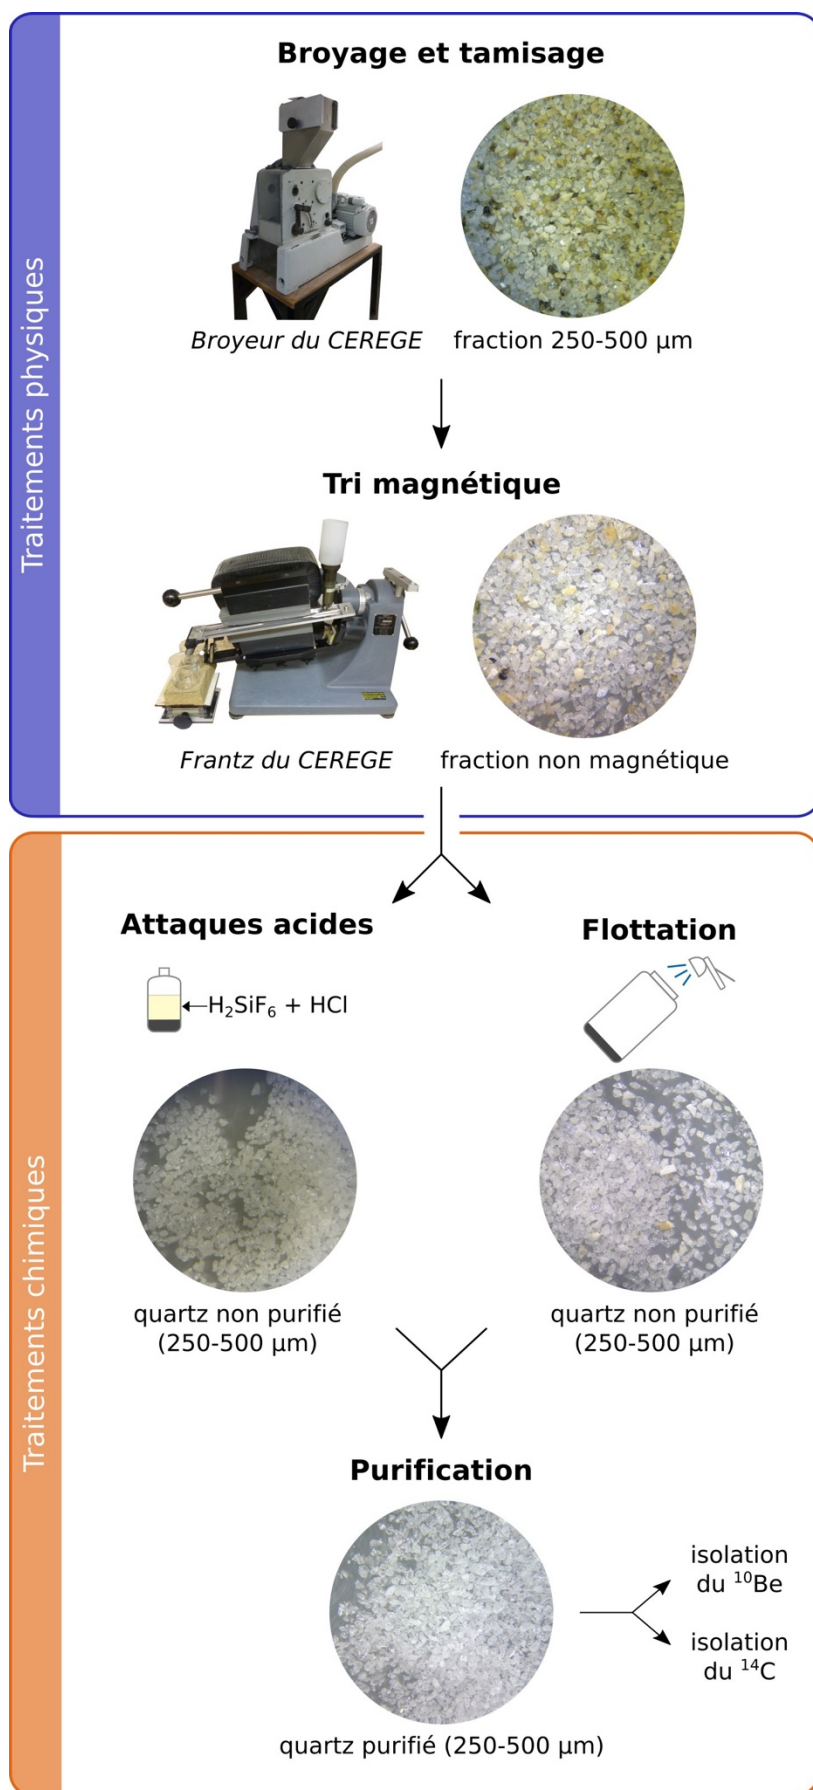 Traitements physiques
Broyage et tamisage
Broyeur du CEREGE
fraction 250-500 µm
Tri magnétique
Frantz du CEREGE
fraction non magnétique
Traitements chimiques
Attaques acides
H₂SiF₆ + HCl
quartz non purifié
(250-500 µm)
Flottation
quartz non purifié
(250-500 µm)
Purification
quartz purifié (250-500 µm)
isolation
du ¹⁰Be
isolation
du ¹⁴C